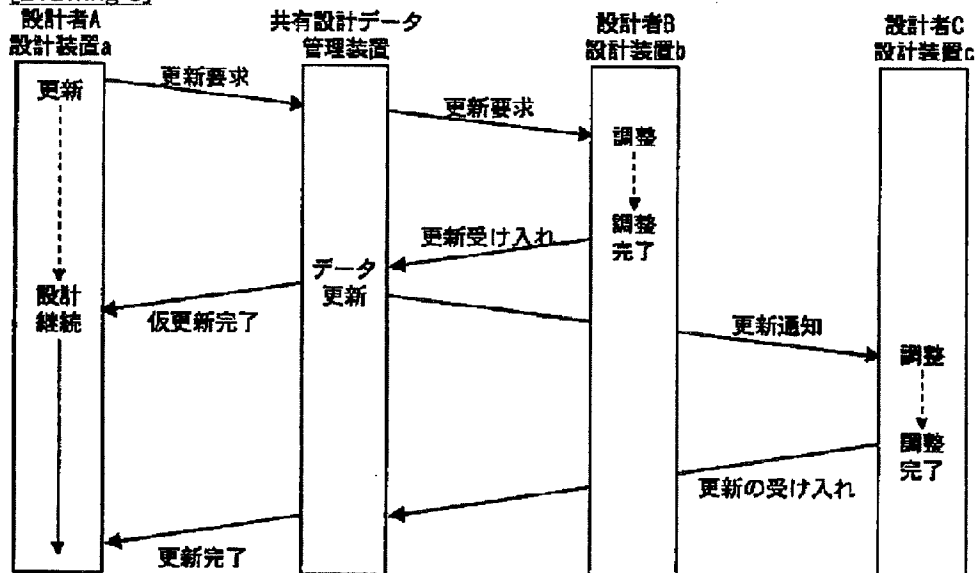 設計者A
設計装置a
共有設計データ
管理装置
設計者B
設計装置b
設計者C
設計装置c
更新
更新要求
更新要求
調整
調整
完了
更新受け入れ
データ
更新
設計
継続
仮更新完了
更新通知
調整
調整
完了
更新の受け入れ
更新完了